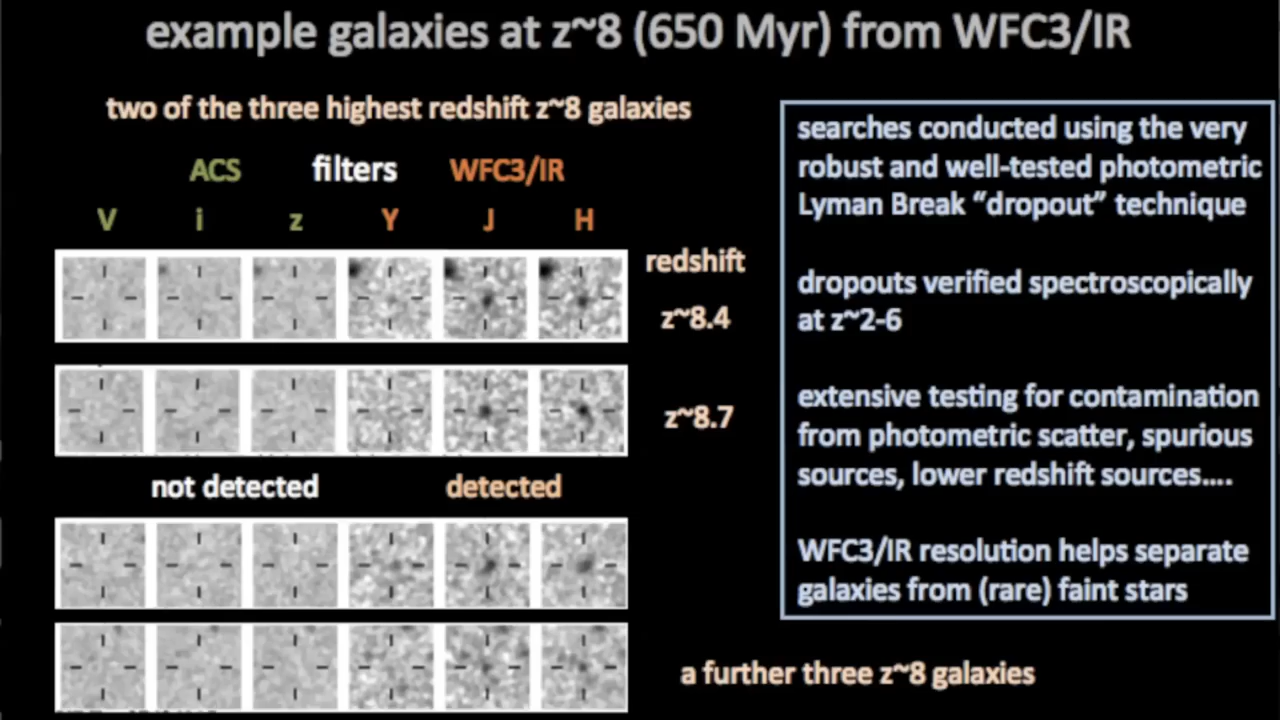 example galaxies at z~8 (650 Myr) from WFC3/IR
two of the three highest redshift z~8 galaxies
ACS filters WFC3/IR
V i z Y J H
redshift
z~8.4
z~8.7
not detected detected
a further three z~8 galaxies
searches conducted using the very
robust and well-tested photometric
Lyman Break “dropout” technique
dropouts verified spectroscopically
at z~2-6
extensive testing for contamination
from photometric scatter, spurious
sources, lower redshift sources....
WFC3/IR resolution helps separate
galaxies from (rare) faint stars